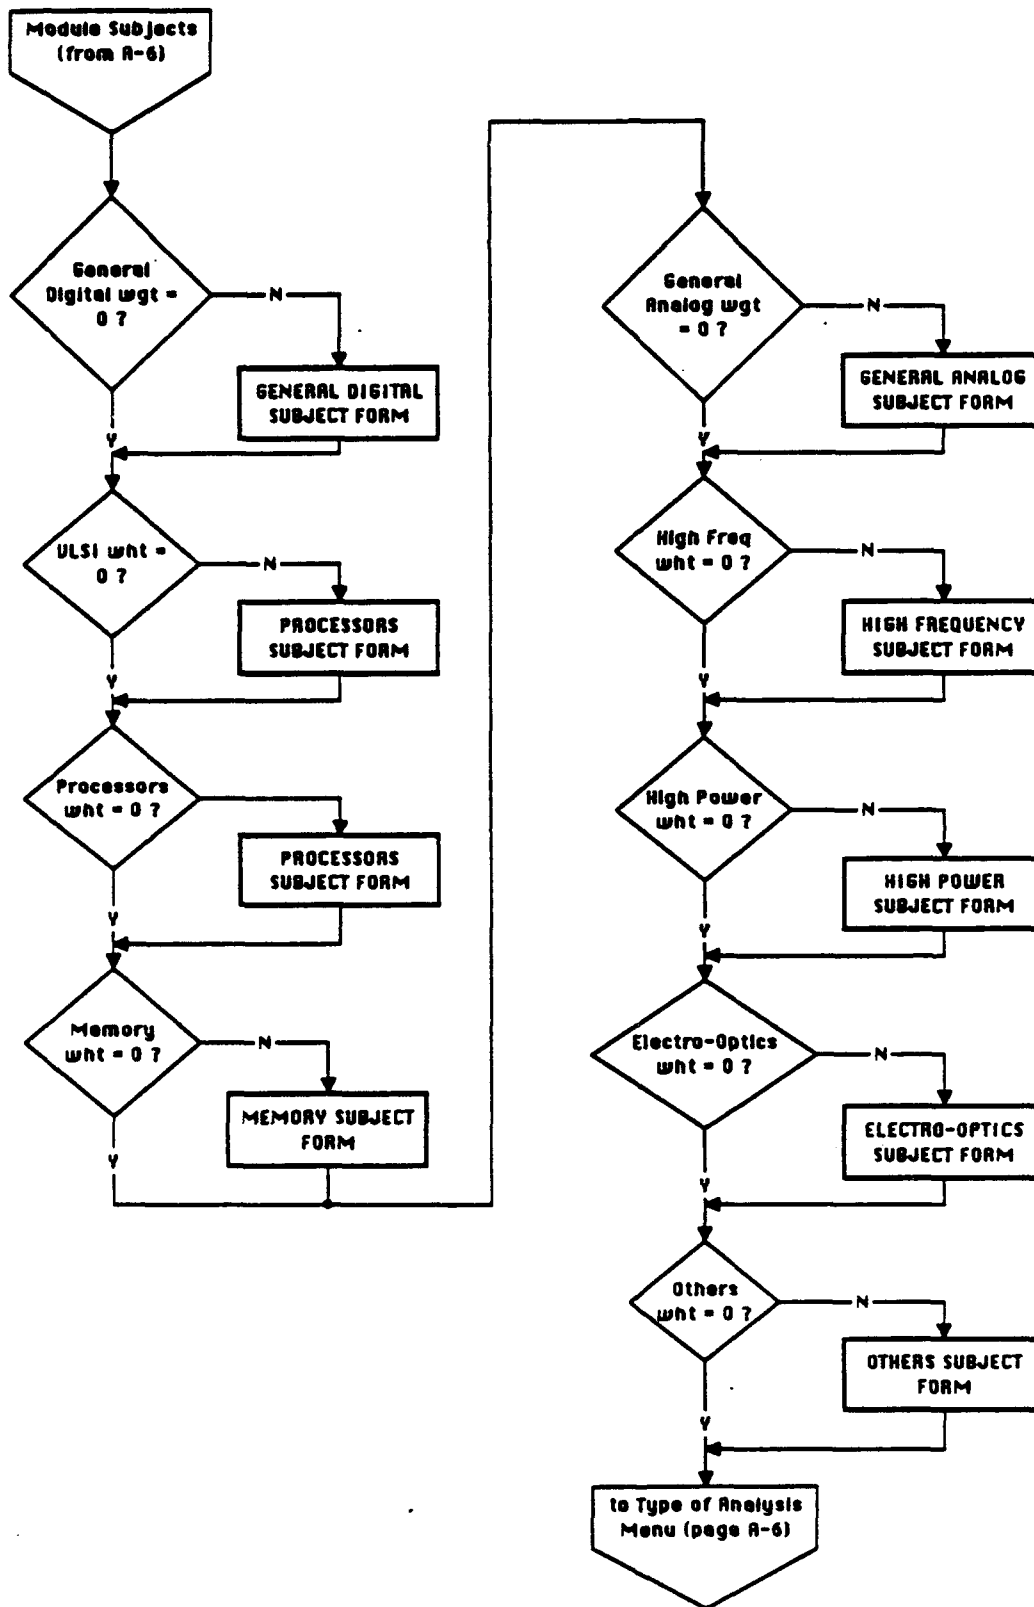 Module Subjects
(from A-6)
General
Digital wgt =
0 ?
N
GENERAL DIGITAL
SUBJECT FORM
Y
VLSI wht =
0 ?
N
PROCESSORS
SUBJECT FORM
Y
Processors
wht = 0 ?
PROCESSORS
SUBJECT FORM
Y
Memory
wht = 0 ?
N
MEMORY SUBJECT
FORM
Y
General
Analog wgt
= 0 ?
N
GENERAL ANALOG
SUBJECT FORM
Y
High Freq
wht = 0 ?
N
HIGH FREQUENCY
SUBJECT FORM
Y
High Power
wht = 0 ?
N
HIGH POWER
SUBJECT FORM
Y
Electro-Optics
wht = 0 ?
N
ELECTRO-OPTICS
SUBJECT FORM
Y
Others
wht = 0 ?
N
OTHERS SUBJECT
FORM
Y
to Type of Analysis
Menu (page A-6)